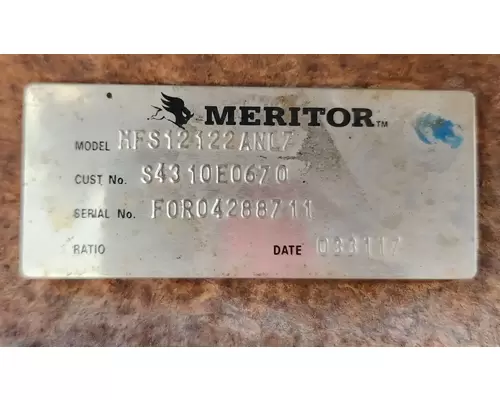 MERITOR™
MODEL MFS12122ANL7
CUST No. S4310E0670
SERIAL No. FOR04288711
RATIO DATE 033117